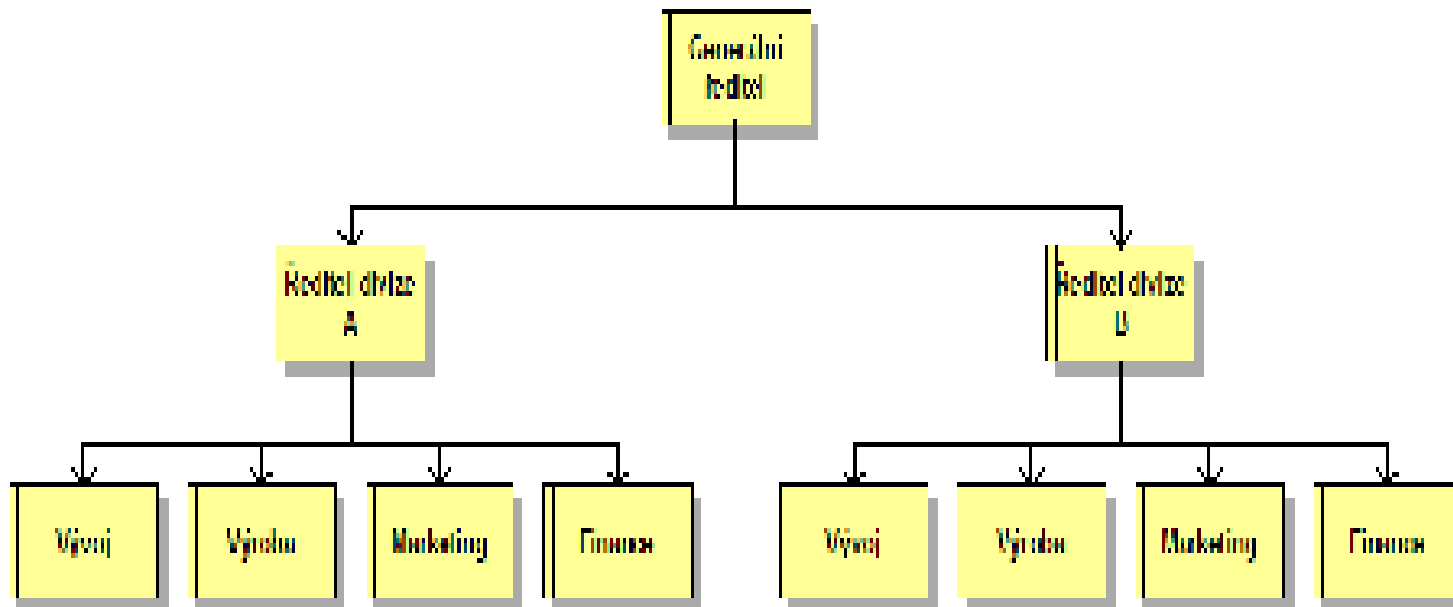 Generální
ředitel
Ředitel divize
A
Ředitel divize
B
Vývoj
Výroba
Marketing
Finance
Vývoj
Výroba
Marketing
Finance